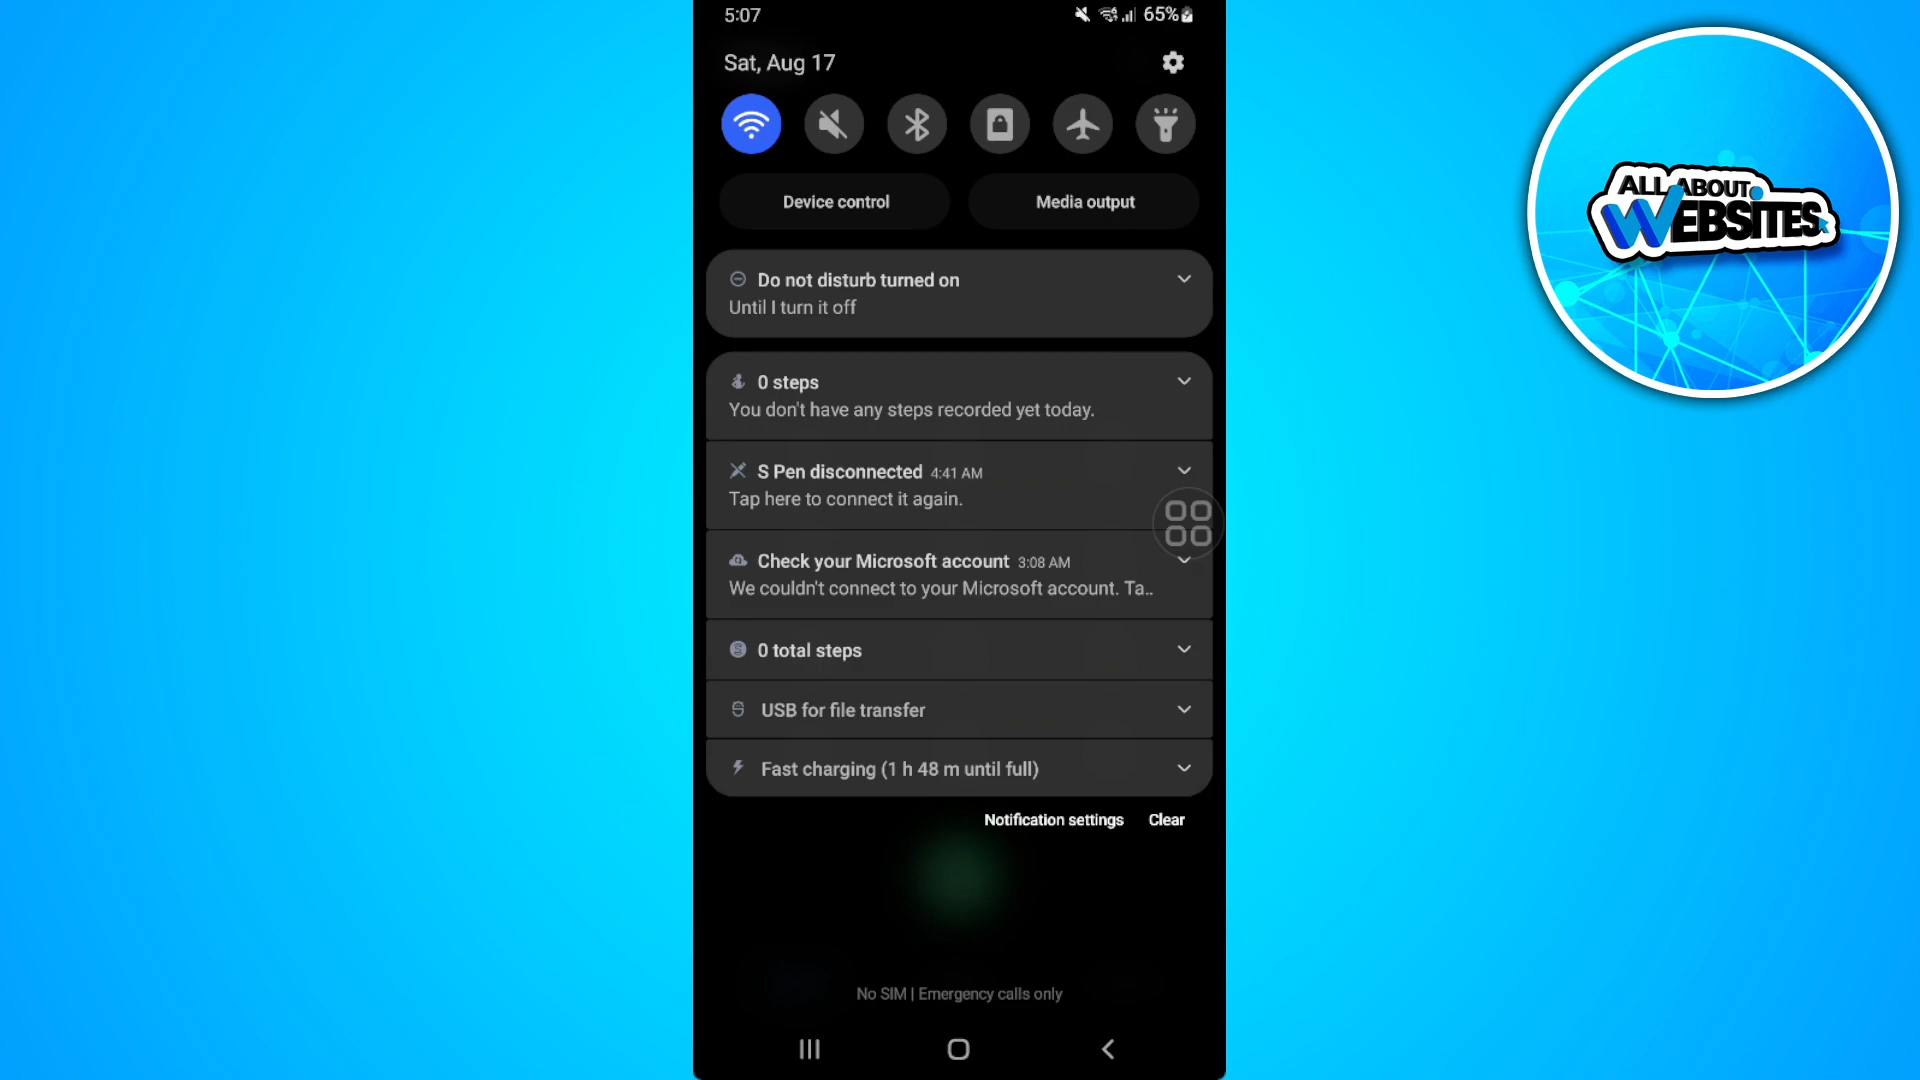 5:07
65%
Sat, Aug 17
Device control
Media output
Do not disturb turned on
Until I turn it off
0 steps
You don't have any steps recorded yet today.
S Pen disconnected 4:41 AM
Tap here to connect it again.
Check your Microsoft account 3:08 AM
We couldn't connect to your Microsoft account. Ta..
0 total steps
USB for file transfer
Fast charging (1 h 48 m until full)
Notification settings
Clear
No SIM | Emergency calls only
ALL ABOUT
WEBSITES